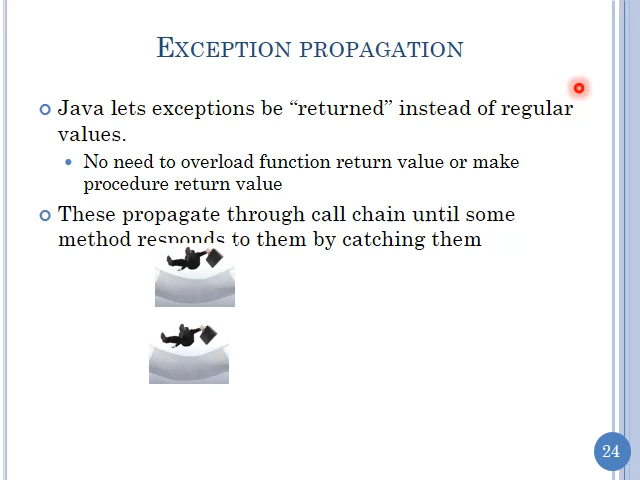 EXCEPTION PROPAGATION
Java lets exceptions be “returned” instead of regular
values.
No need to overload function return value or make
procedure return value
These propagate through call chain until some
method responds to them by catching them
24